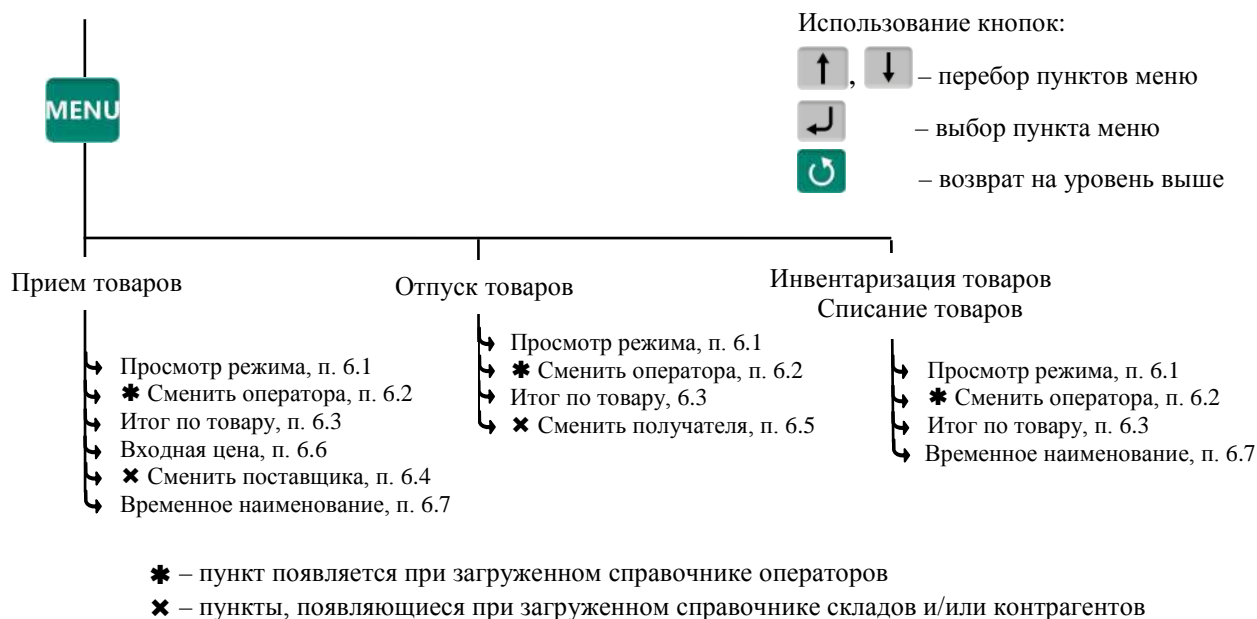 Использование кнопок:
, – перебор пунктов меню
MENU
– выбор пункта меню
– возврат на уровень выше
Прием товаров
Просмотр режима, п. 6.1
✱ Сменить оператора, п. 6.2
Итог по товару, п. 6.3
Входная цена, п. 6.6
✖ Сменить поставщика, п. 6.4
Временное наименование, п. 6.7
Отпуск товаров
Просмотр режима, п. 6.1
✱ Сменить оператора, п. 6.2
Итог по товару, 6.3
✖ Сменить получателя, п. 6.5
Инвентаризация товаров
Списание товаров
Просмотр режима, п. 6.1
✱ Сменить оператора, п. 6.2
Итог по товару, п. 6.3
Временное наименование, п. 6.7
✱ – пункт появляется при загруженном справочнике операторов
✖ – пункты, появляющиеся при загруженном справочнике складов и/или контрагентов